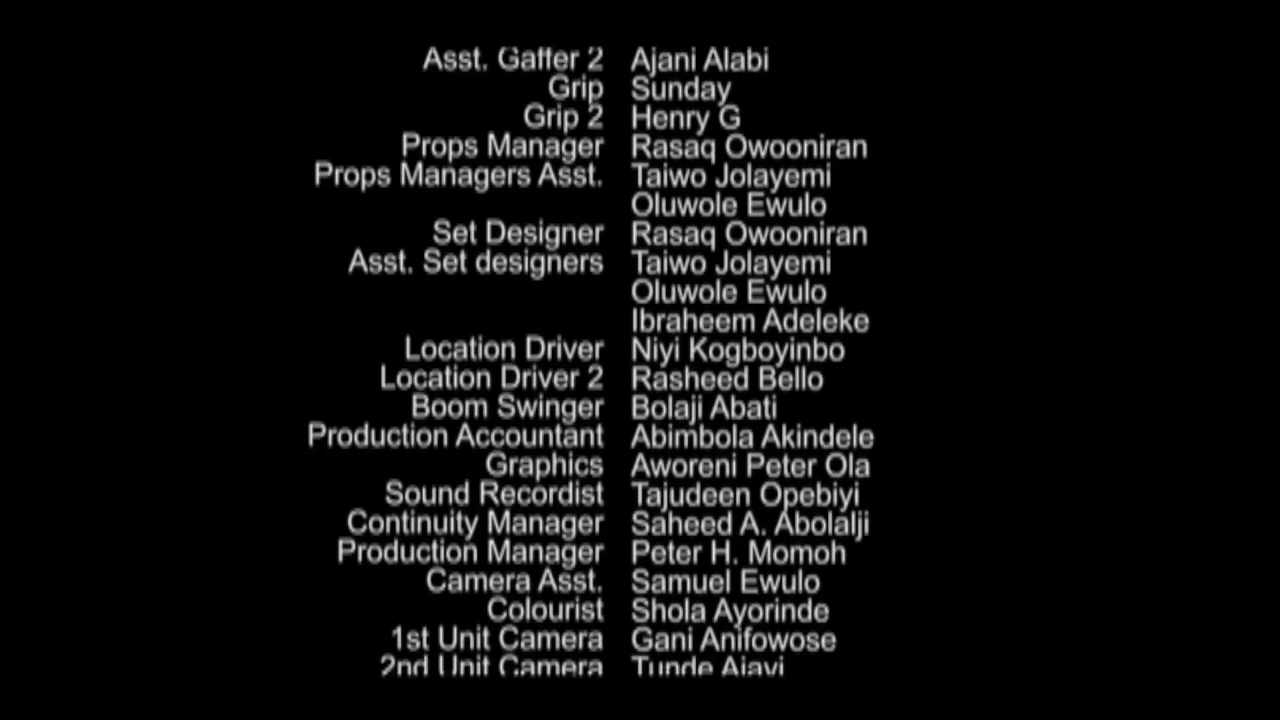 Asst. Gaffer 2 Ajani Alabi
Grip Sunday
Grip 2 Henry G
Props Manager Rasaq Owooniran
Props Managers Asst. Taiwo Jolayemi
Oluwole Ewulo
Set Designer Rasaq Owooniran
Asst. Set designers Taiwo Jolayemi
Oluwole Ewulo
Ibraheem Adeleke
Location Driver Niyi Kogboyinbo
Location Driver 2 Rasheed Bello
Boom Swinger Bolaji Abati
Production Accountant Abimbola Akindele
Graphics Aworeni Peter Ola
Sound Recordist Tajudeen Opebiyi
Continuity Manager Saheed A. Abolalji
Production Manager Peter H. Momoh
Camera Asst. Samuel Ewulo
Colourist Shola Ayorinde
1st Unit Camera Gani Anifowose
2nd Unit Camera Tunde Ajayi